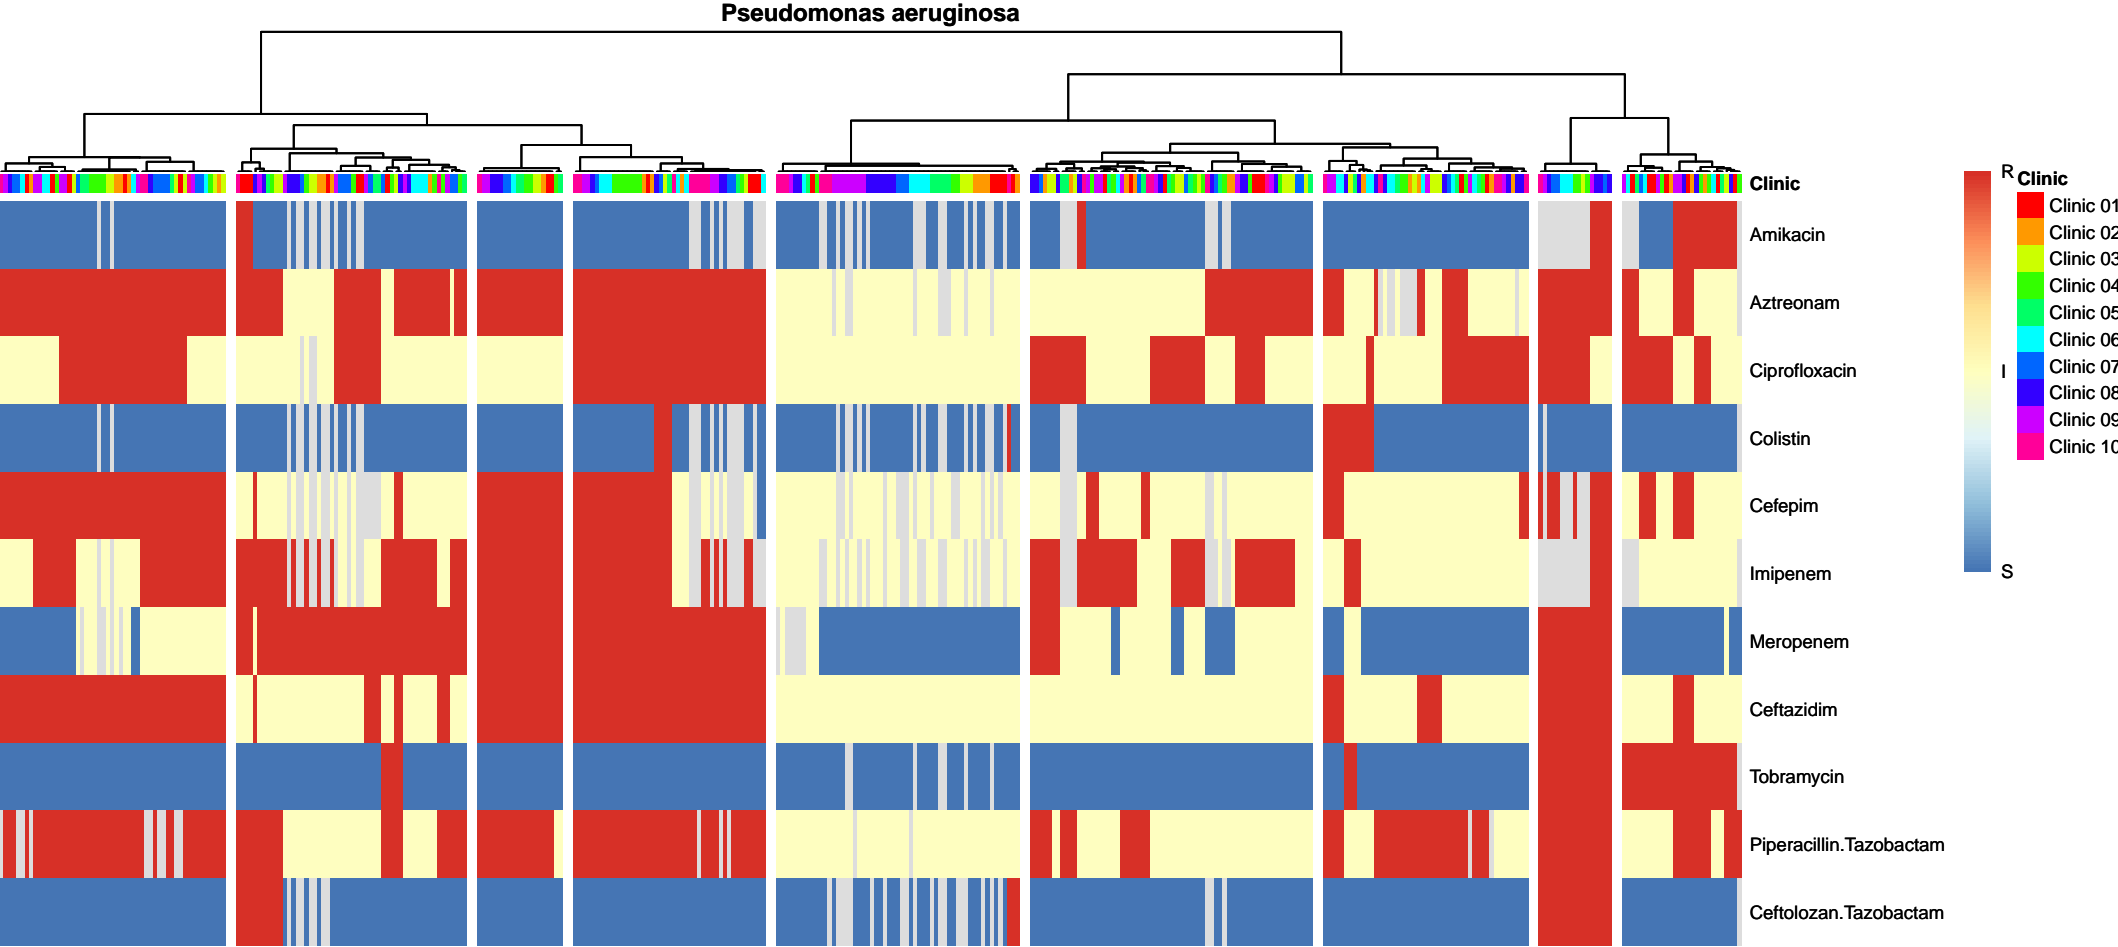 Pseudomonas aeruginosa
Clinic
Amikacin
Aztreonam
Ciprofloxacin
Colistin
Cefepim
Imipenem
Meropenem
Ceftazidim
Tobramycin
Piperacillin.Tazobactam
Ceftolozan.Tazobactam
R
I
S
Clinic
Clinic 01
Clinic 02
Clinic 03
Clinic 04
Clinic 05
Clinic 06
Clinic 07
Clinic 08
Clinic 09
Clinic 10